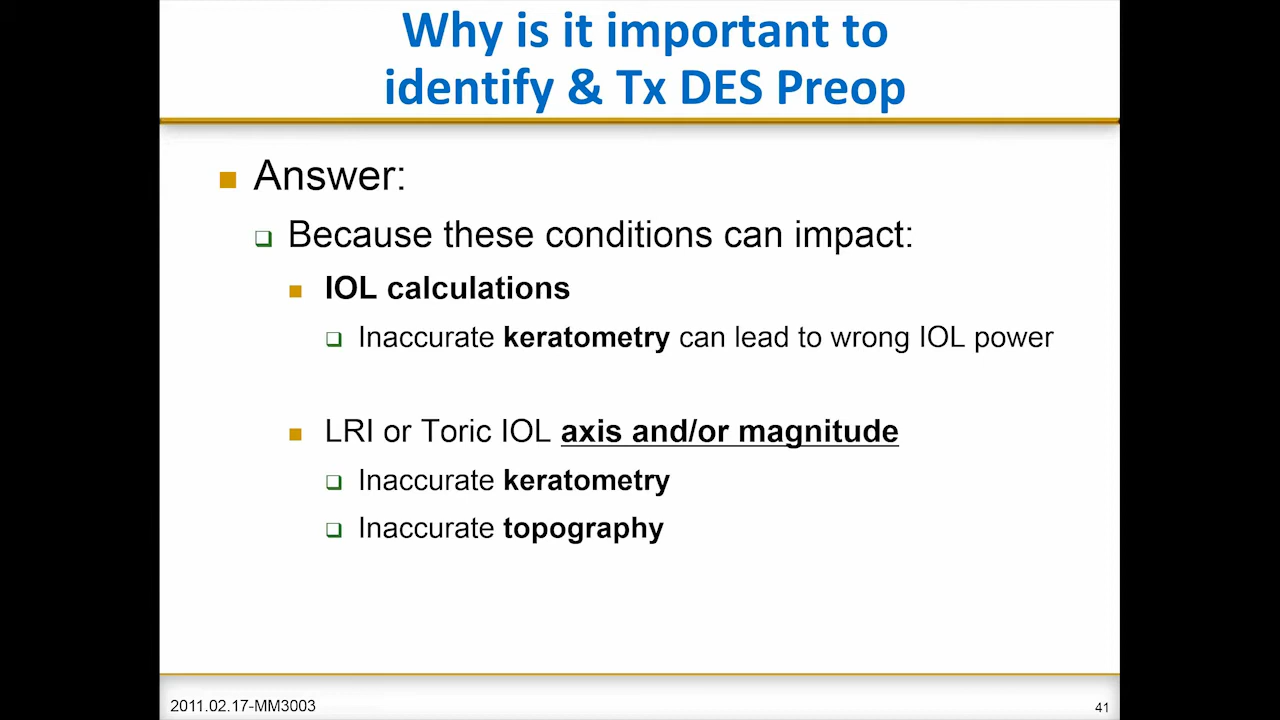 Why is it important to
identify & Tx DES Preop
Answer:
Because these conditions can impact:
IOL calculations
Inaccurate keratometry can lead to wrong IOL power
LRI or Toric IOL axis and/or magnitude
Inaccurate keratometry
Inaccurate topography
2011.02.17-MM3003
41